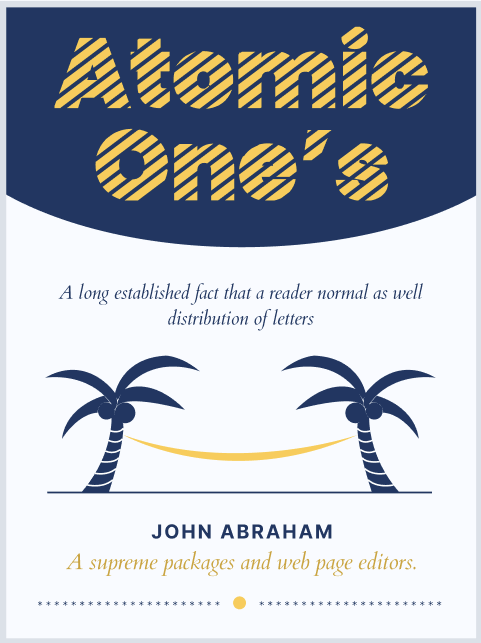 Atomic
One's
A long established fact that a reader normal as well
distribution of letters
JOHN ABRAHAM
A supreme packages and web page editors.